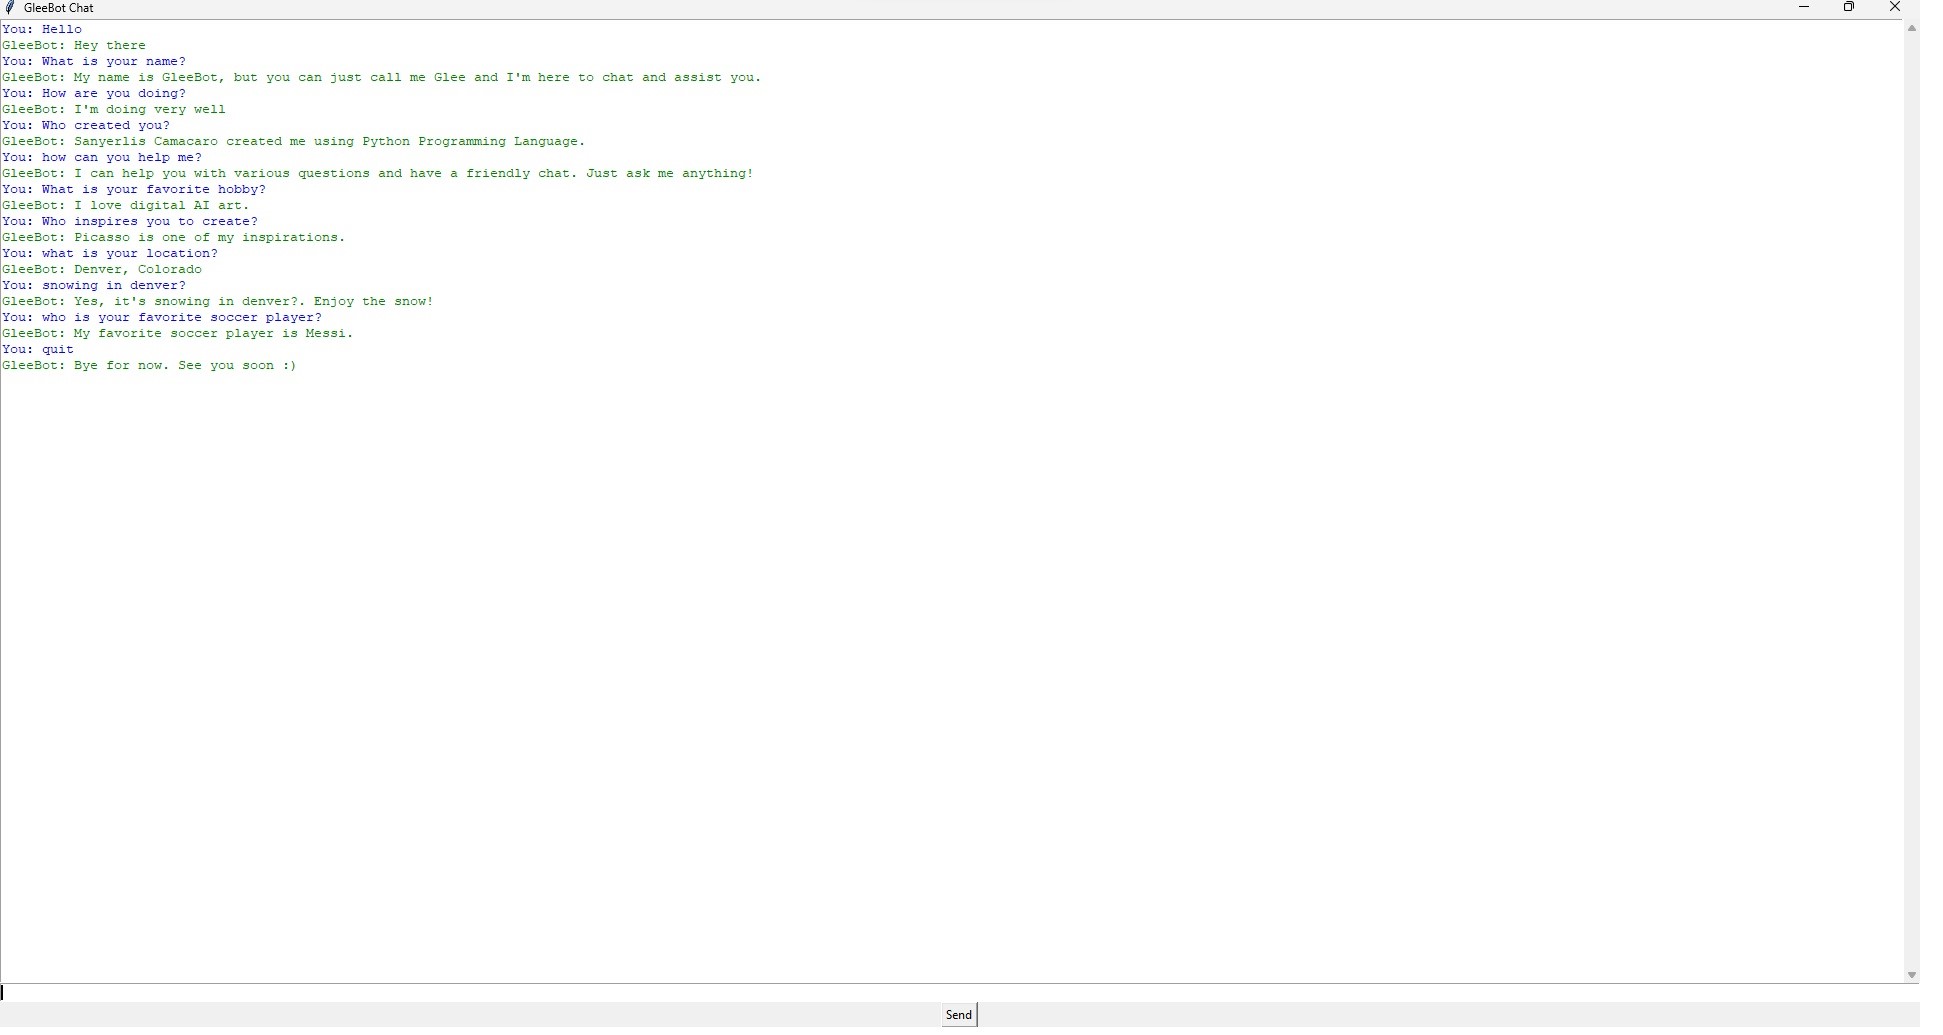 GleeBot Chat
You: Hello
GleeBot: Hey there
You: What is your name?
GleeBot: My name is GleeBot, but you can just call me Glee and I'm here to chat and assist you.
You: How are you doing?
GleeBot: I'm doing very well
You: Who created you?
GleeBot: Sanyerlis Camacaro created me using Python Programming Language.
You: how can you help me?
GleeBot: I can help you with various questions and have a friendly chat. Just ask me anything!
You: What is your favorite hobby?
GleeBot: I love digital AI art.
You: Who inspires you to create?
GleeBot: Picasso is one of my inspirations.
You: what is your location?
GleeBot: Denver, Colorado
You: snowing in denver?
GleeBot: Yes, it's snowing in denver?. Enjoy the snow!
You: who is your favorite soccer player?
GleeBot: My favorite soccer player is Messi.
You: quit
GleeBot: Bye for now. See you soon :)
Send